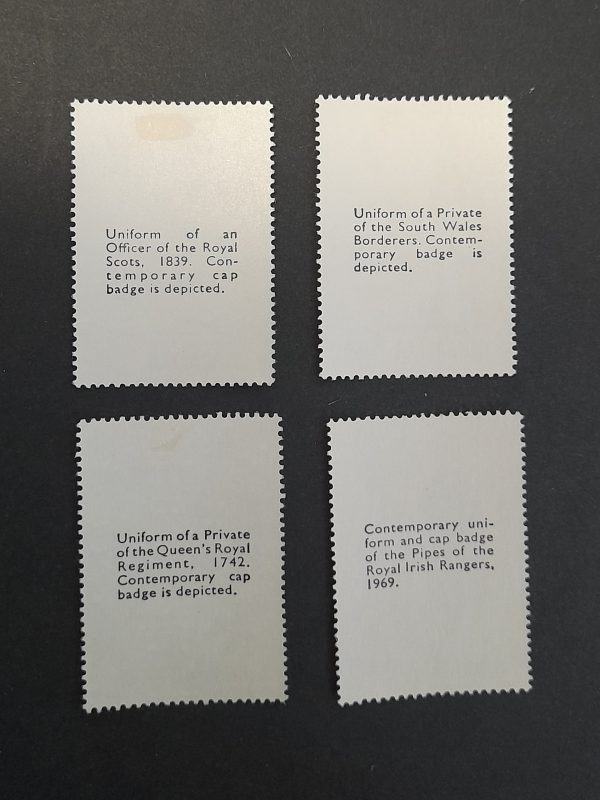 Uniform of an
Officer of the Royal
Scots, 1839. Con-
temporary cap
badge is depicted.
Uniform of a Private
of the South Wales
Borderers. Contem-
porary badge is
depicted.
Uniform of a Private
of the Queen's Royal
Regiment, 1742.
Contemporary cap
badge is depicted.
Contemporary uni-
form and cap badge
of the Pipes of the
Royal Irish Rangers,
1969.